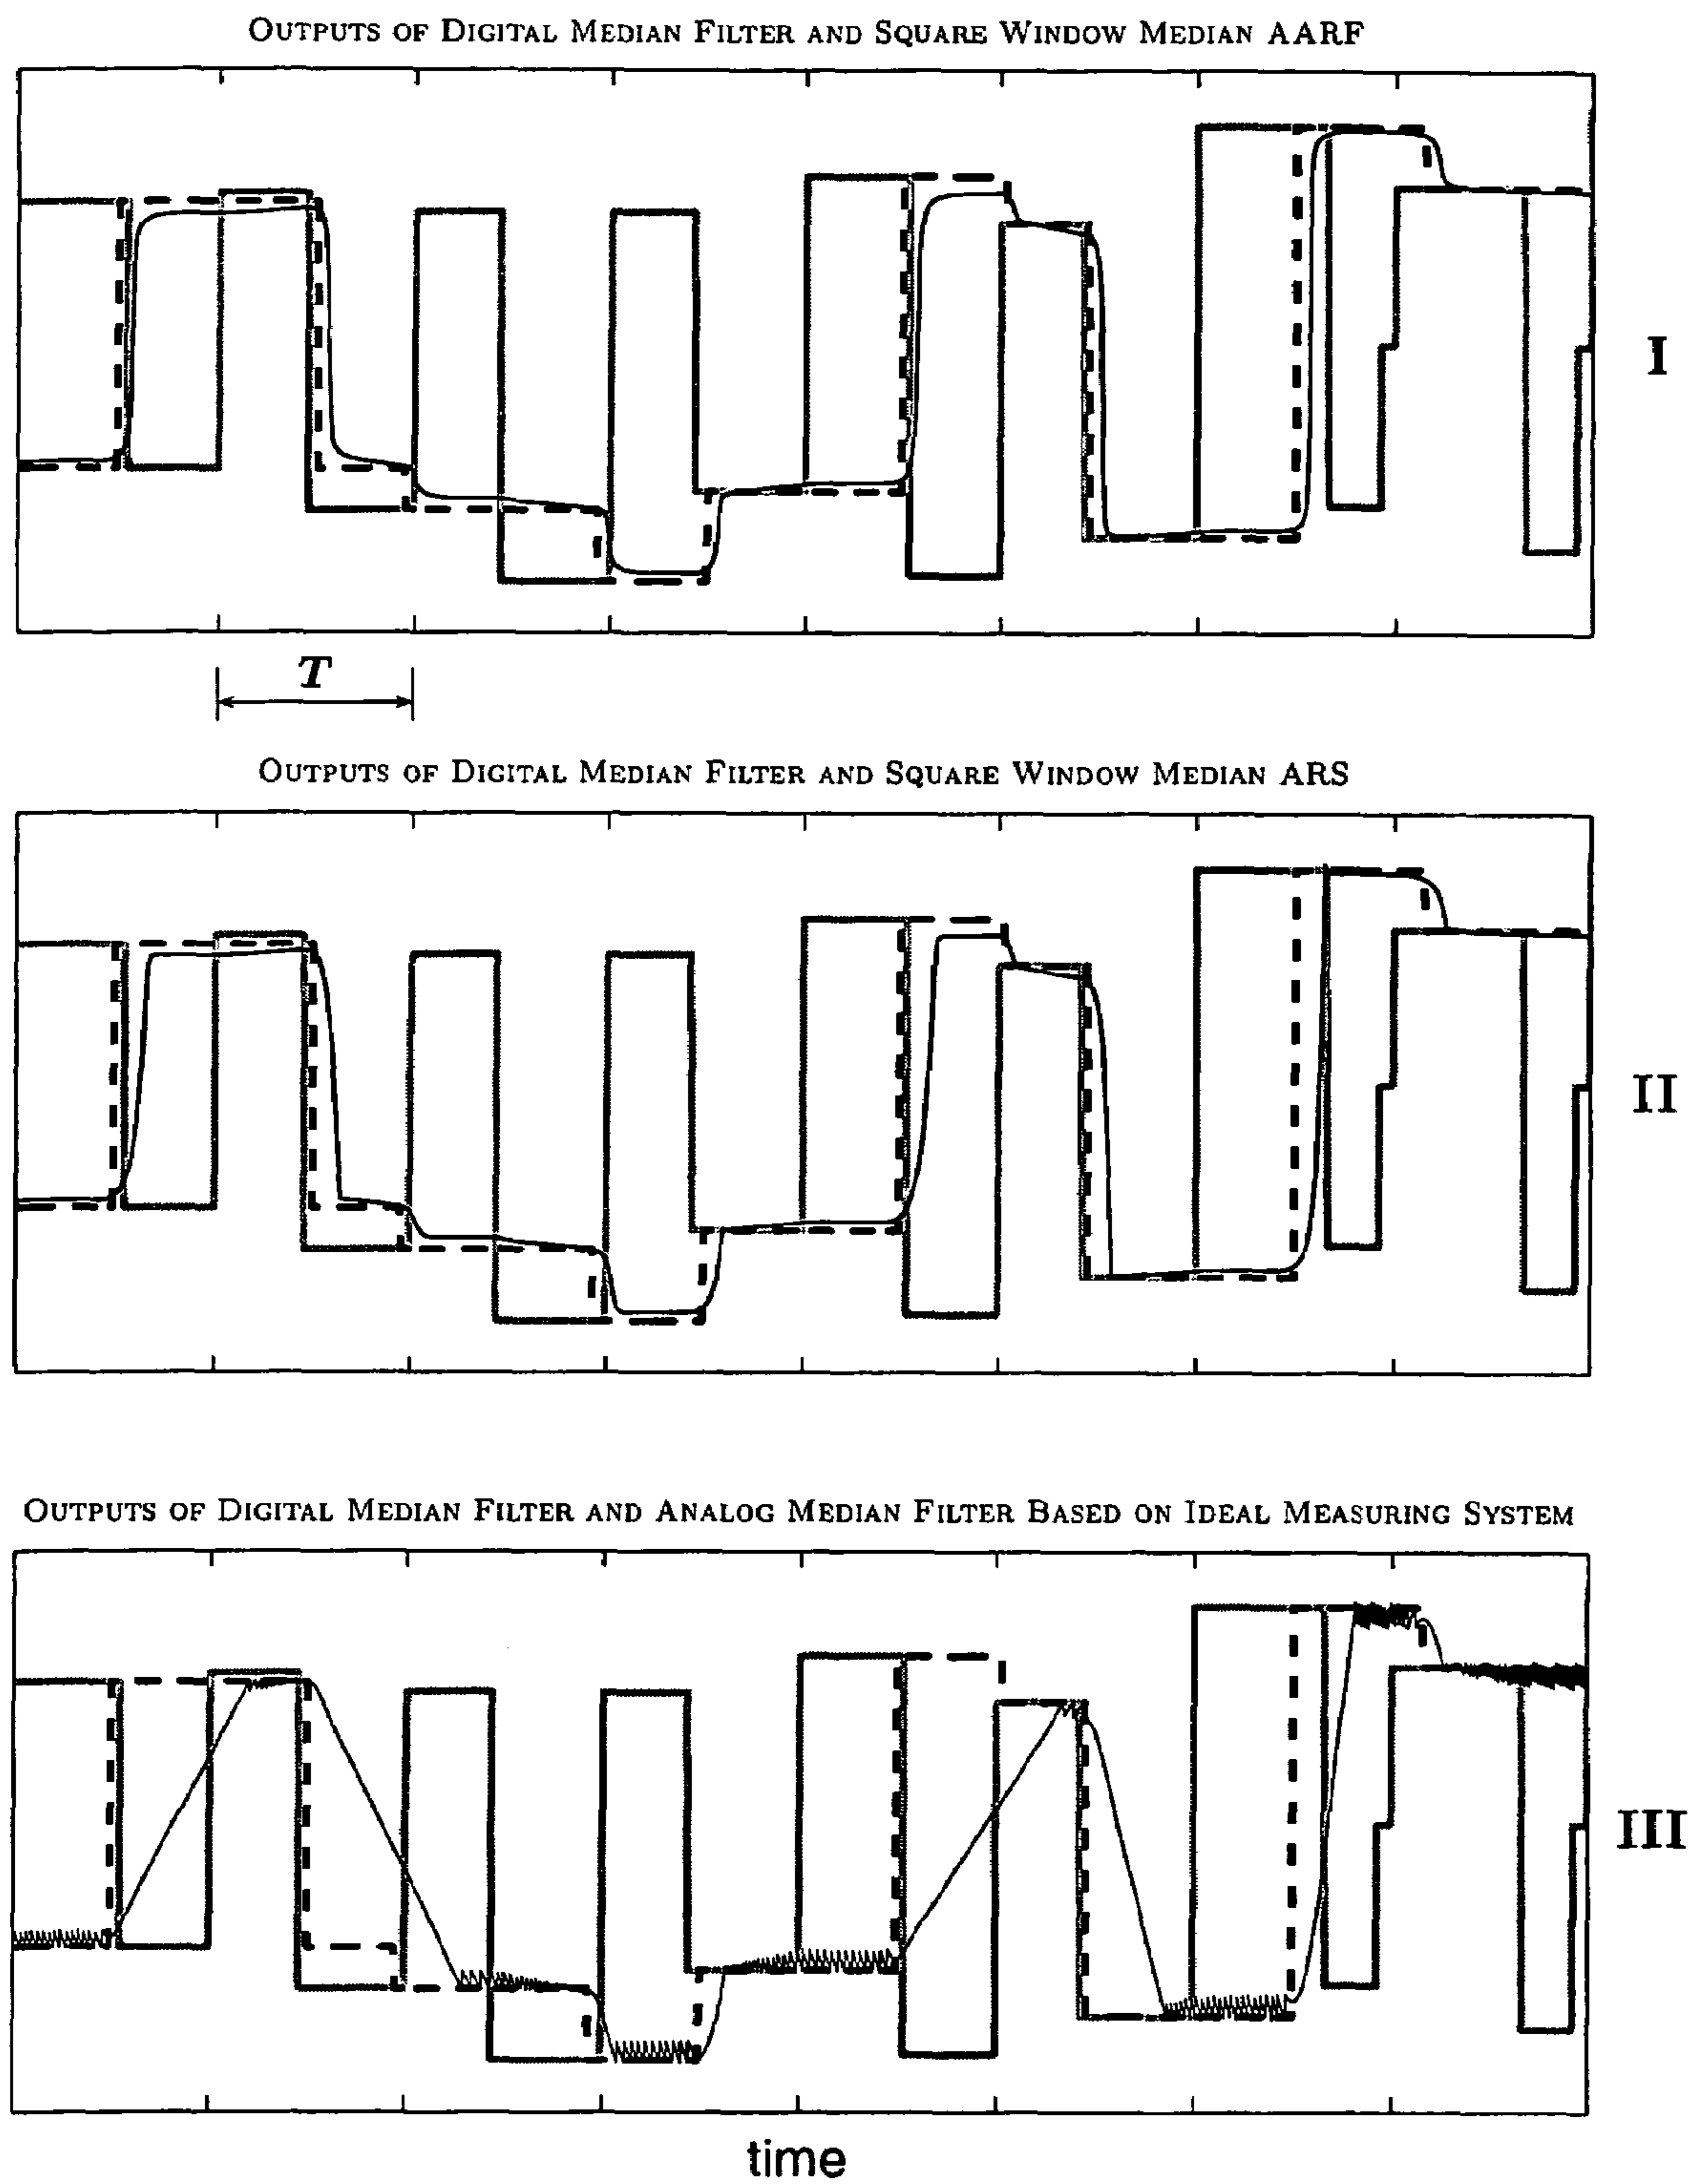 Outputs of Digital Median Filter and Square Window Median AARF
I
T
Outputs of Digital Median Filter and Square Window Median ARS
II
Outputs of Digital Median Filter and Analog Median Filter Based on Ideal Measuring System
III
time